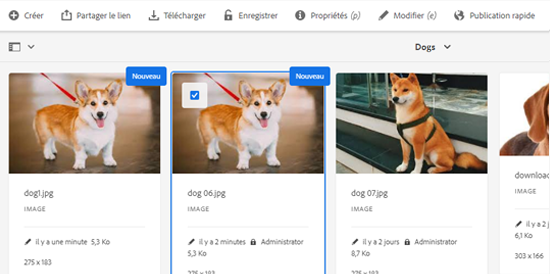 Créer Partager le lien Télécharger Enregistrer Propriétés (p) Modifier (e) Publication rapide
Dogs
Nouveau Nouveau
dog1.jpg dog 06.jpg dog 07.jpg download
IMAGE IMAGE IMAGE IMAGE
il y a une minute 5,3 Ko il y a 2 minutes Administrator il y a 2 jours Administrator il y a 2 j
5,3 Ko 8,7 Ko 6,1 Ko
275 x 183 275 x 183 275 x 183 303 x 166